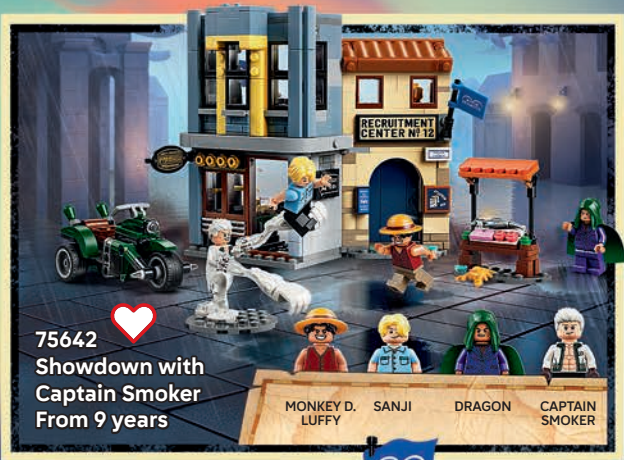 RECRUITMENT
CENTER Nº 12
75642
Showdown with
Captain Smoker
From 9 years
MONKEY D.
LUFFY
SANJI
DRAGON
CAPTAIN
SMOKER